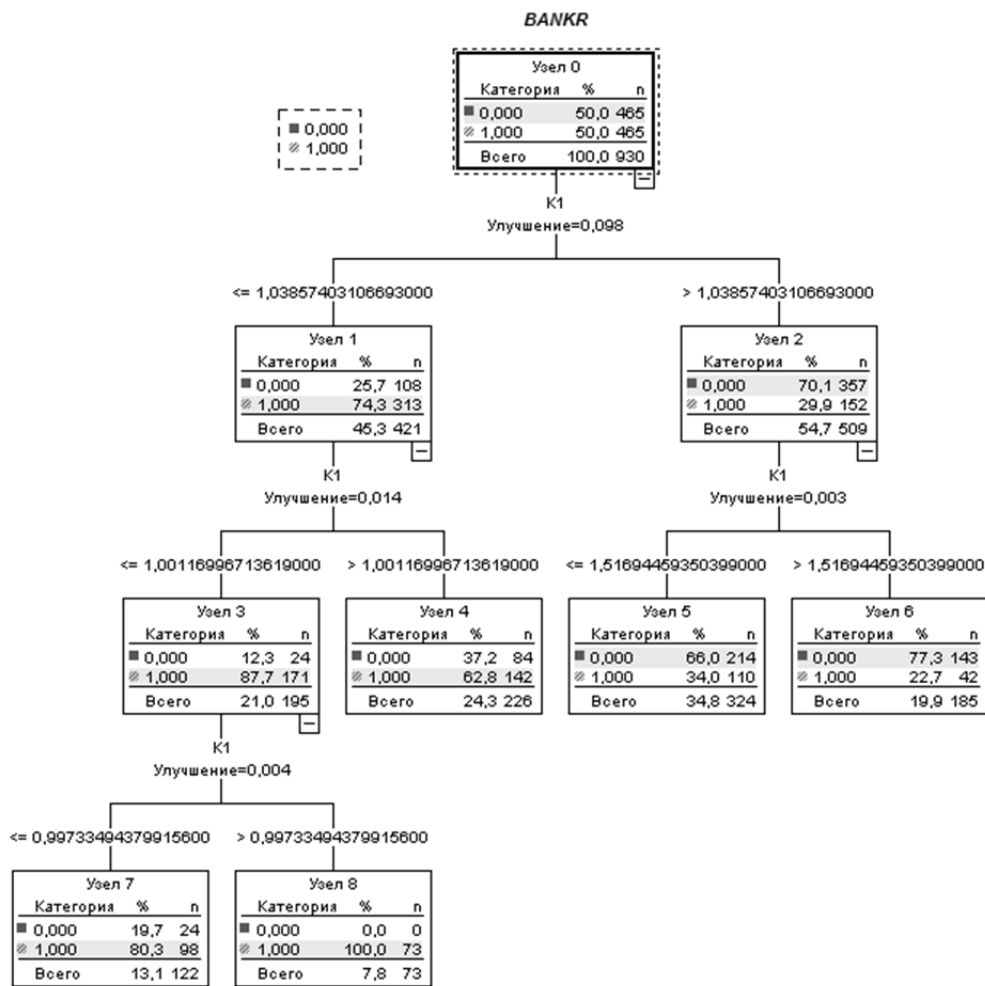 BANKR
0,000
1,000
Узел 0
Категория % n
0,000 50,0 465
1,000 50,0 465
Всего 100,0 930
K1
Улучшение=0,098
<= 1,03857403106693000
> 1,03857403106693000
Узел 1
Категория % n
0,000 25,7 108
1,000 74,3 313
Всего 45,3 421
Узел 2
Категория % n
0,000 70,1 357
1,000 29,9 152
Всего 54,7 509
K1
Улучшение=0,014
K1
Улучшение=0,003
<= 1,00116996713619000
> 1,00116996713619000
<= 1,51694459350399000
> 1,51694459350399000
Узел 3
Категория % n
0,000 12,3 24
1,000 87,7 171
Всего 21,0 195
Узел 4
Категория % n
0,000 37,2 84
1,000 62,8 142
Всего 24,3 226
Узел 5
Категория % n
0,000 66,0 214
1,000 34,0 110
Всего 34,8 324
Узел 6
Категория % n
0,000 77,3 143
1,000 22,7 42
Всего 19,9 185
K1
Улучшение=0,004
<= 0,99733494379915600
> 0,99733494379915600
Узел 7
Категория % n
0,000 19,7 24
1,000 80,3 98
Всего 13,1 122
Узел 8
Категория % n
0,000 0,0 0
1,000 100,0 73
Всего 7,8 73